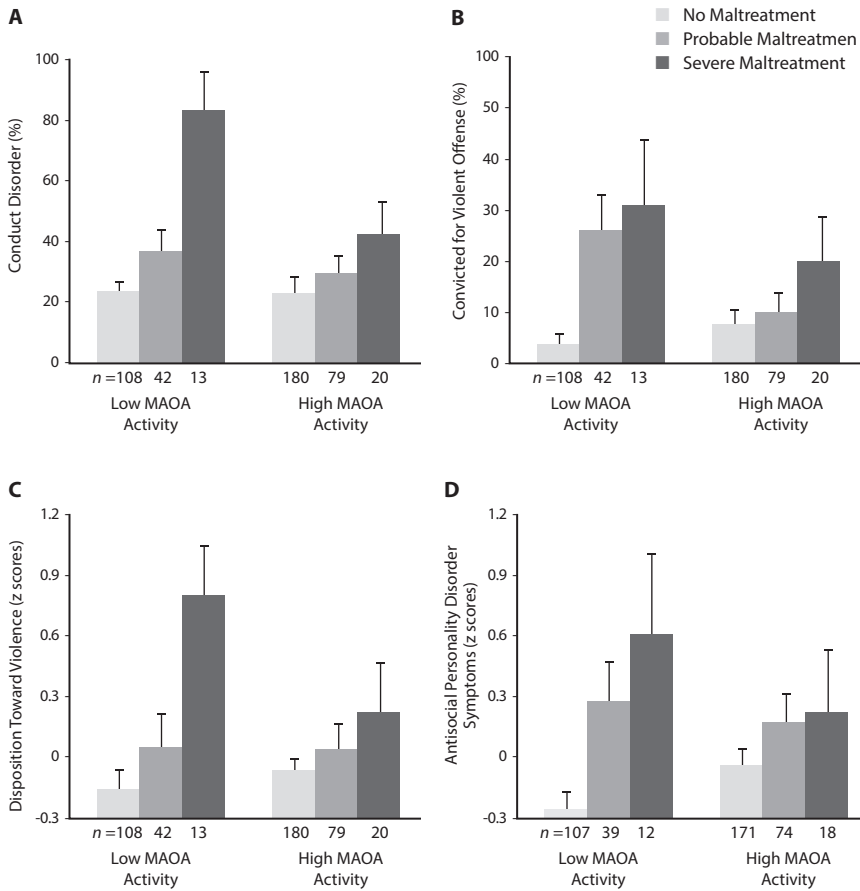 A
B
No Maltreatment
Probable Maltreatmen
Severe Maltreatment
Conduct Disorder (%)
100
80
60
40
20
0
n =108 42 13 180 79 20
Low MAOA High MAOA
Activity Activity
Convicted for Violent Offense (%)
100
50
40
30
20
10
0
n =108 42 13 180 79 20
Low MAOA High MAOA
Activity Activity
C
Disposition Toward Violence (z scores)
1.2
0.9
0.6
0.3
0
-0.3
n =108 42 13 180 79 20
Low MAOA High MAOA
Activity Activity
D
Antisocial Personality Disorder
Symptoms (z scores)
1.2
0.9
0.6
0.3
0
-0.3
n =107 39 12 171 74 18
Low MAOA High MAOA
Activity Activity